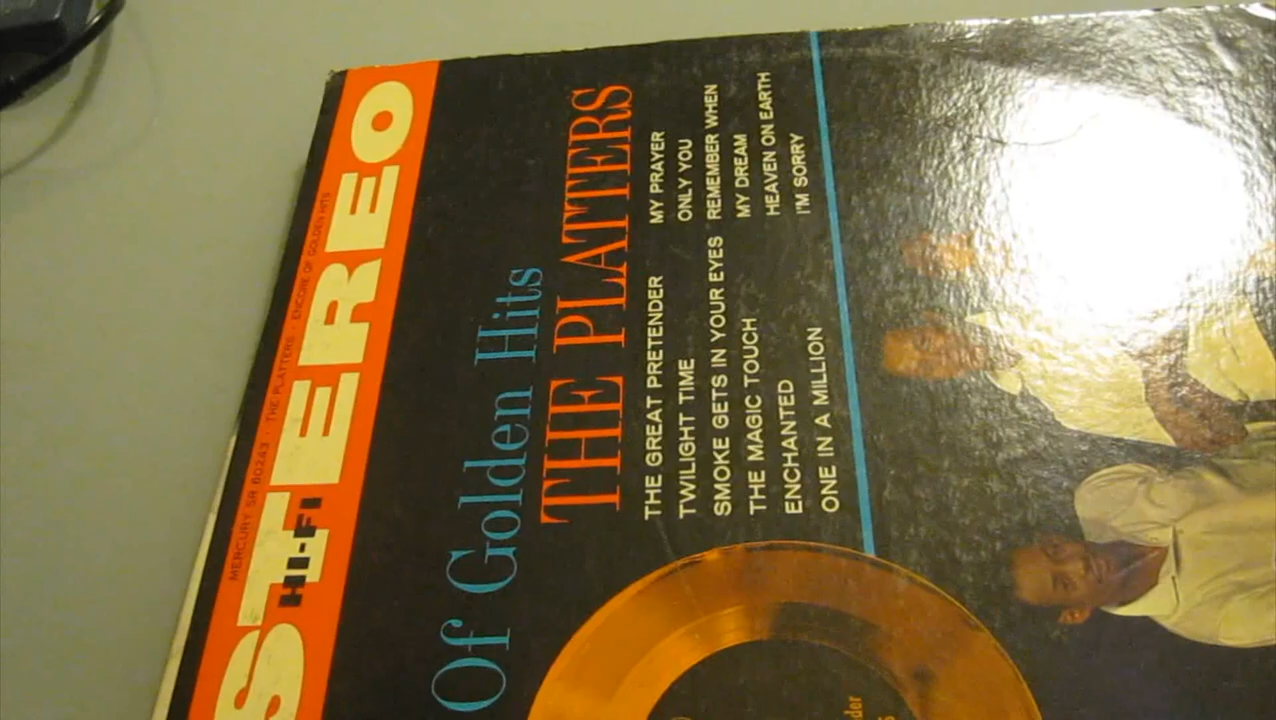 MERCURY SR 60243 · THE PLATTERS · ENCORE OF GOLDEN HITS
STEREO
HI-FI
Of Golden Hits
THE PLATTERS
THE GREAT PRETENDER
TWILIGHT TIME
SMOKE GETS IN YOUR EYES
THE MAGIC TOUCH
ENCHANTED
ONE IN A MILLION
MY PRAYER
ONLY YOU
REMEMBER WHEN
MY DREAM
HEAVEN ON EARTH
I'M SORRY